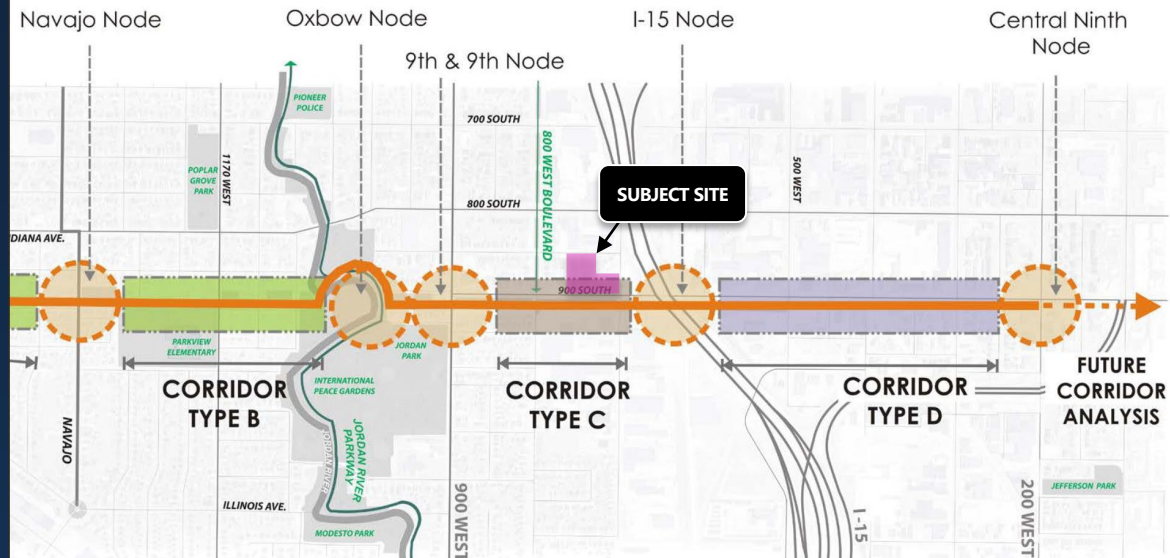 Navajo Node
Oxbow Node
9th & 9th Node
I-15 Node
Central Ninth
Node
PIONEER
POLICE
700 SOUTH
POPLAR
GROVE
PARK
1170 WEST
800 WEST BOULEVARD
500 WEST
SUBJECT SITE
800 SOUTH
DIANA AVE.
900 SOUTH
PARKVIEW
ELEMENTARY
JORDAN
PARK
CORRIDOR
TYPE B
INTERNATIONAL
PEACE GARDENS
CORRIDOR
TYPE C
CORRIDOR
TYPE D
FUTURE
CORRIDOR
ANALYSIS
NAVAJO
JORDAN RIVER
JORDAN RIVER
PARKWAY
900 WEST
I-15
200 WEST
JEFFERSON PARK
ILLINOIS AVE.
MODESTO PARK